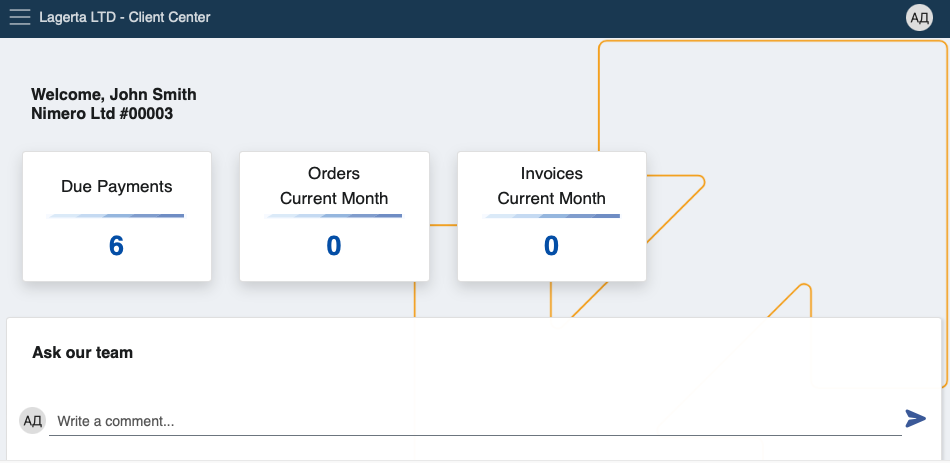 Lagerta LTD - Client Center
АД
Welcome, John Smith
Nimero Ltd #00003
Due Payments
6
Orders
Current Month
0
Invoices
Current Month
0
Ask our team
АД
Write a comment...